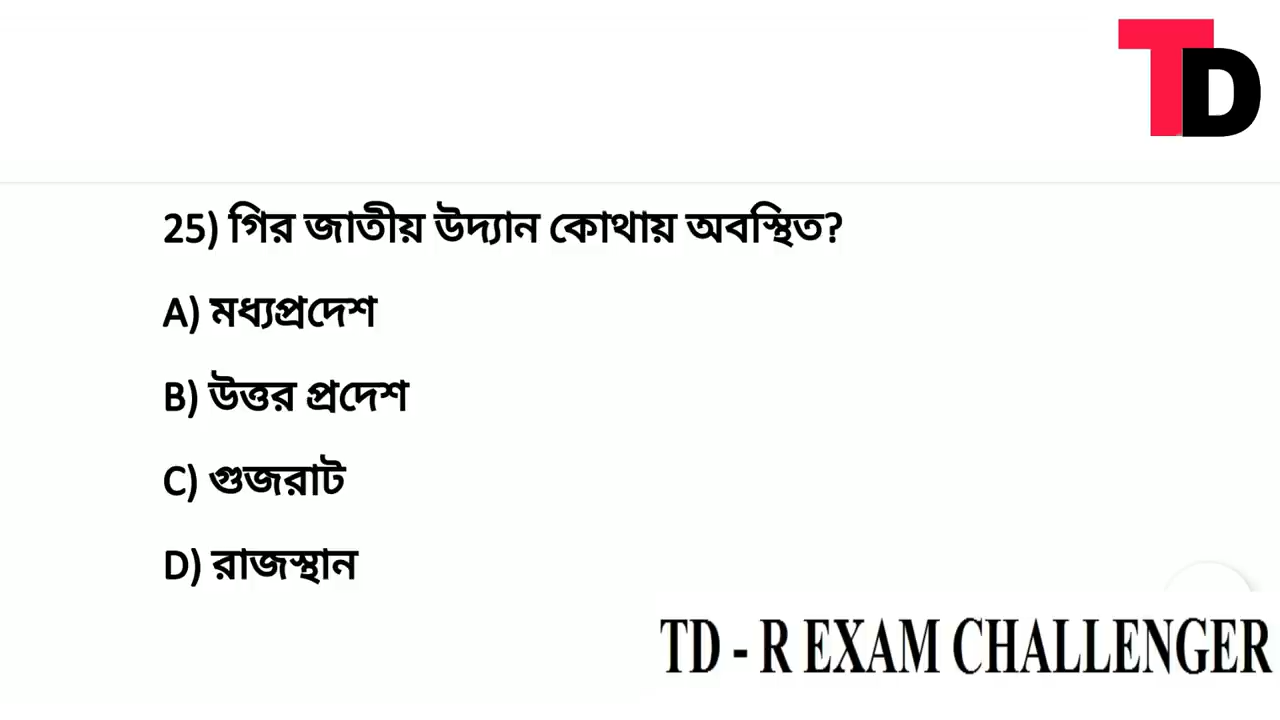 TD
25) গির জাতীয় উদ্যান কোথায় অবস্থিত?
A) মধ্যপ্রদেশ
B) উত্তর প্রদেশ
C) গুজরাট
D) রাজস্থান
TD - R EXAM CHALLENGER